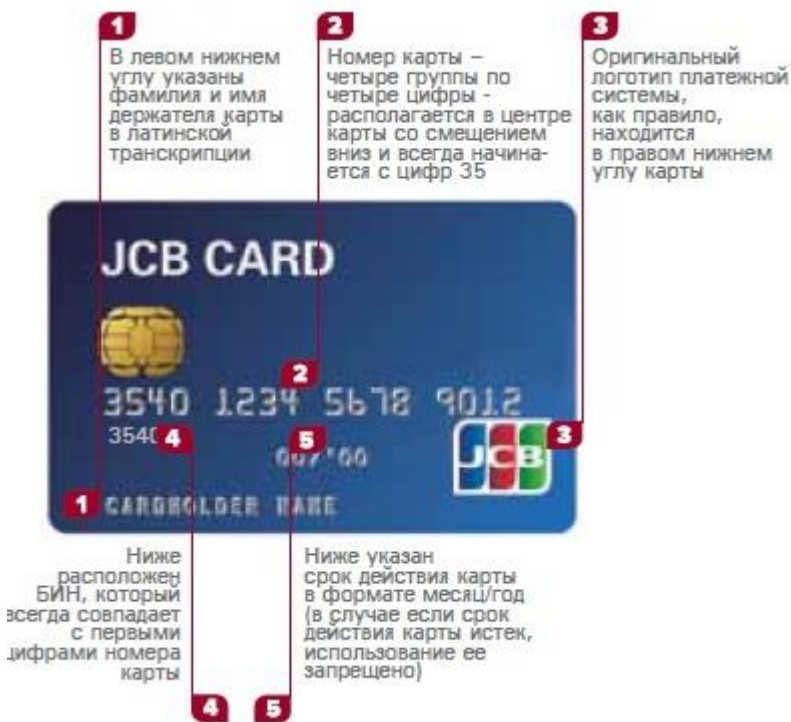 1
В левом нижнем
углу указаны
фамилия и имя
держателя карты
в латинской
транскрипции
2
Номер карты –
четыре группы по
четыре цифры -
располагается в центре
карты со смещением
вниз и всегда начина-
ется с цифр 35
3
Оригинальный
логотип платежной
системы,
как правило,
находится
в правом нижнем
углу карты
JCB CARD
2
3540 1234 5678 9012
3540 4
5
00
JCB
3
1
CARDHOLDER NAME
Ниже
расположен
БИН, который
всегда совпадает
с первыми
цифрами номера
карты
4
Ниже указан
срок действия карты
в формате месяц/год
(в случае если срок
действия карты истек,
использование ее
запрещено)
5